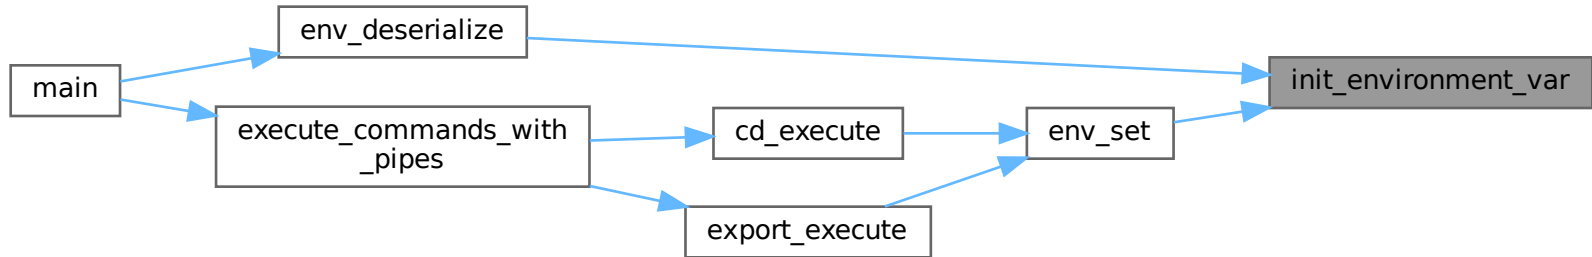 env_deserialize
main
init_environment_var
execute_commands_with
_pipes
cd_execute
env_set
export_execute